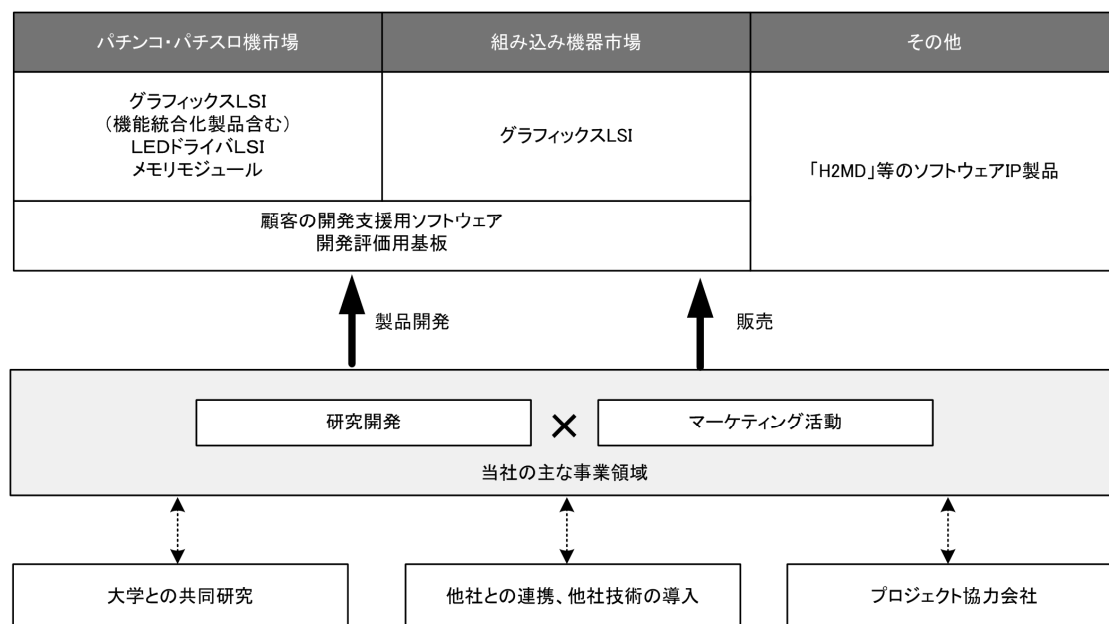 パチンコ・パチスロ機市場
組み込み機器市場
その他
グラフィックスLSI
（機能統合化製品含む）
LEDドライバLSI
メモリモジュール
グラフィックスLSI
「H2MD」等のソフトウェアIP製品
顧客の開発支援用ソフトウェア
開発評価用基板
製品開発
販売
研究開発
×
マーケティング活動
当社の主な事業領域
大学との共同研究
他社との連携、他社技術の導入
プロジェクト協力会社